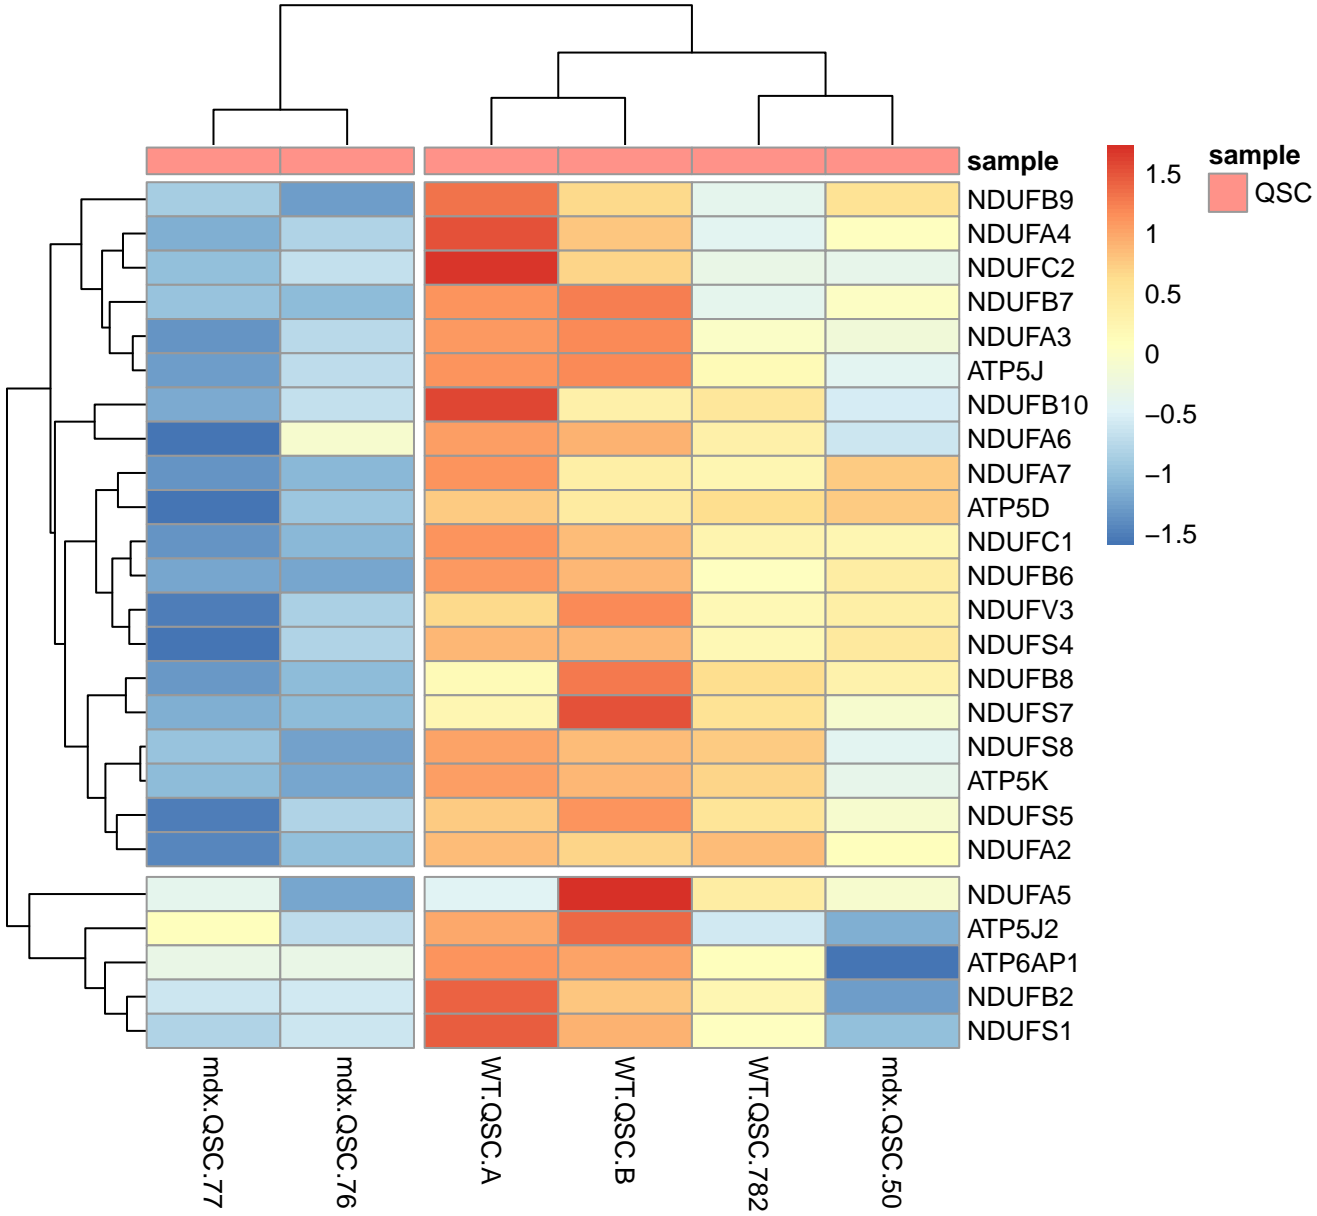 sample
NDUFB9
NDUFA4
NDUFC2
NDUFB7
NDUFA3
ATP5J
NDUFB10
NDUFA6
NDUFA7
ATP5D
NDUFC1
NDUFB6
NDUFV3
NDUFS4
NDUFB8
NDUFS7
NDUFS8
ATP5K
NDUFS5
NDUFA2
NDUFA5
ATP5J2
ATP6AP1
NDUFB2
NDUFS1
mdx.QSC.77
mdx.QSC.76
WT.QSC.A
WT.QSC.B
WT.QSC.782
mdx.QSC.50
1.5
1
0.5
0
−0.5
−1
−1.5
sample
QSC